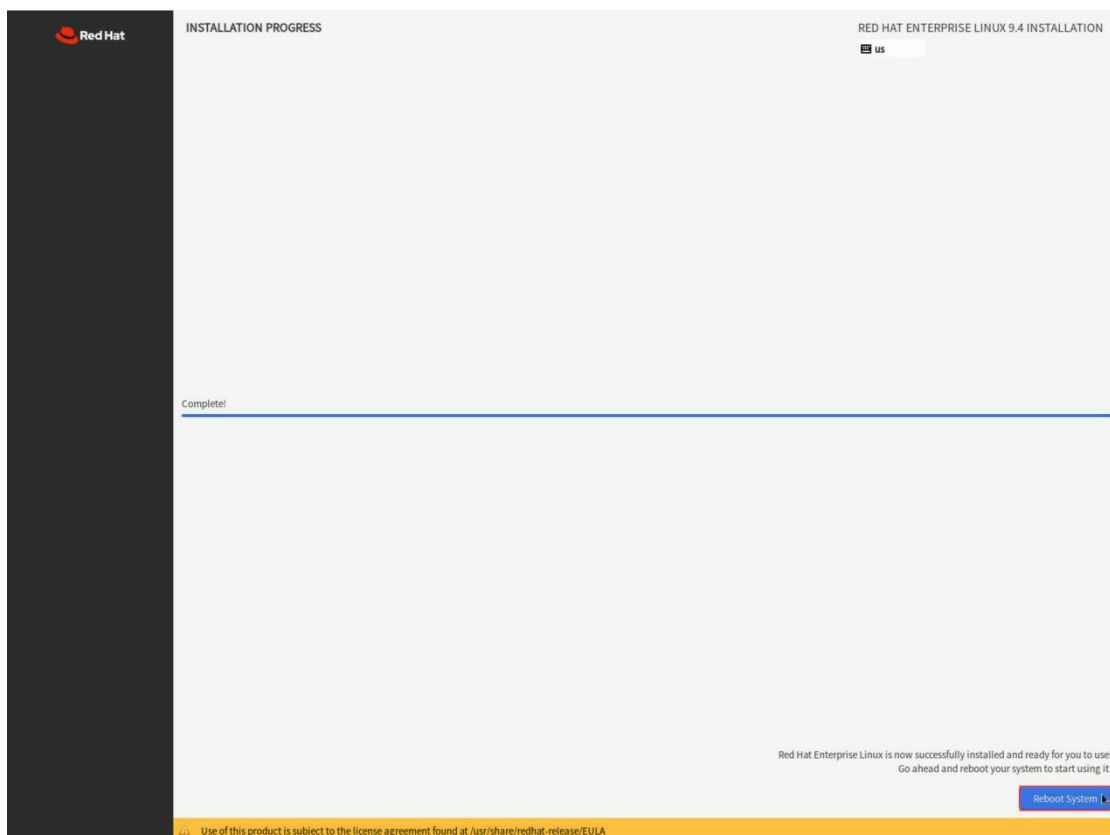 Red Hat
INSTALLATION PROGRESS
RED HAT ENTERPRISE LINUX 9.4 INSTALLATION
us
Complete!
Red Hat Enterprise Linux is now successfully installed and ready for you to use!
Go ahead and reboot your system to start using it!
Reboot System
Use of this product is subject to the license agreement found at /usr/share/redhat-release/EULA